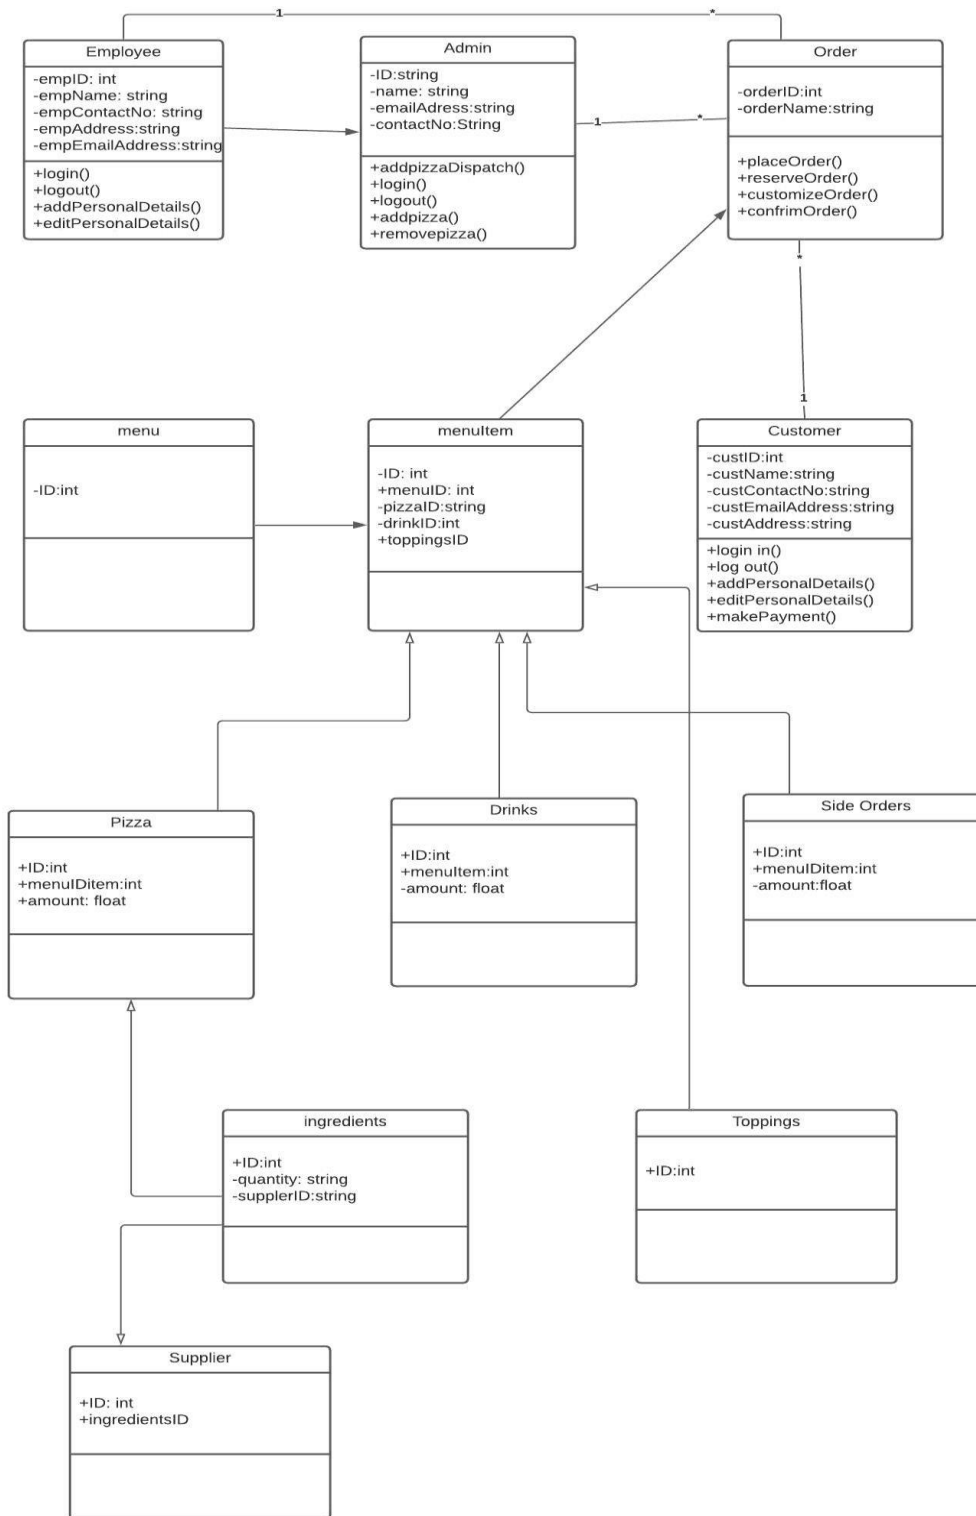 1
*
Employee
-empID: int
-empName: string
-empContactNo: string
-empAddress:string
-empEmailAddress:string
+login()
+logout()
+addPersonalDetails()
+editPersonalDetails()
Admin
-ID:string
-name: string
-emailAdress:string
-contactNo:String
+addpizzaDispatch()
+login()
+logout()
+addpizza()
+removepizza()
1
*
Order
-orderID:int
-orderName:string
+placeOrder()
+reserveOrder()
+customizeOrder()
+confrimOrder()
*
1
menu
-ID:int
menuItem
-ID: int
+menuID: int
-pizzaID:string
-drinkID:int
+toppingsID
Customer
-custID:int
-custName:string
-custContactNo:string
-custEmailAddress:string
-custAddress:string
+login in()
+log out()
+addPersonalDetails()
+editPersonalDetails()
+makePayment()
Pizza
+ID:int
+menuIDitem:int
+amount: float
Drinks
+ID:int
+menuItem:int
-amount: float
Side Orders
+ID:int
+menuIDitem:int
-amount:float
ingredients
+ID:int
-quantity: string
-supplerID:string
Toppings
+ID:int
Supplier
+ID: int
+ingredientsID